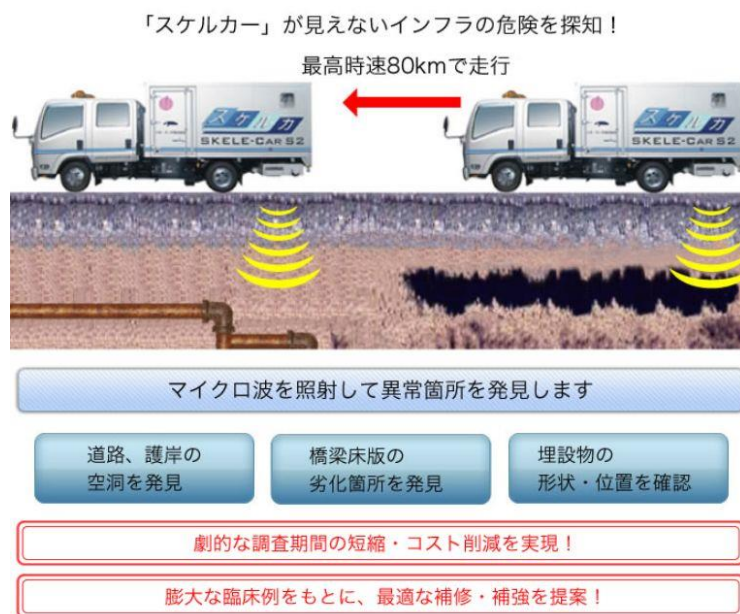 「スケルカー」が見えないインフラの危険を探知！
最高時速80kmで走行
スケルカ
SKELE-CAR S2
スケルカ
SKELE-CAR S2
マイクロ波を照射して異常箇所を発見します
道路、護岸の
空洞を発見
橋梁床版の
劣化箇所を発見
埋設物の
形状・位置を確認
劇的な調査期間の短縮・コスト削減を実現！
膨大な臨床例をもとに、最適な補修・補強を提案！